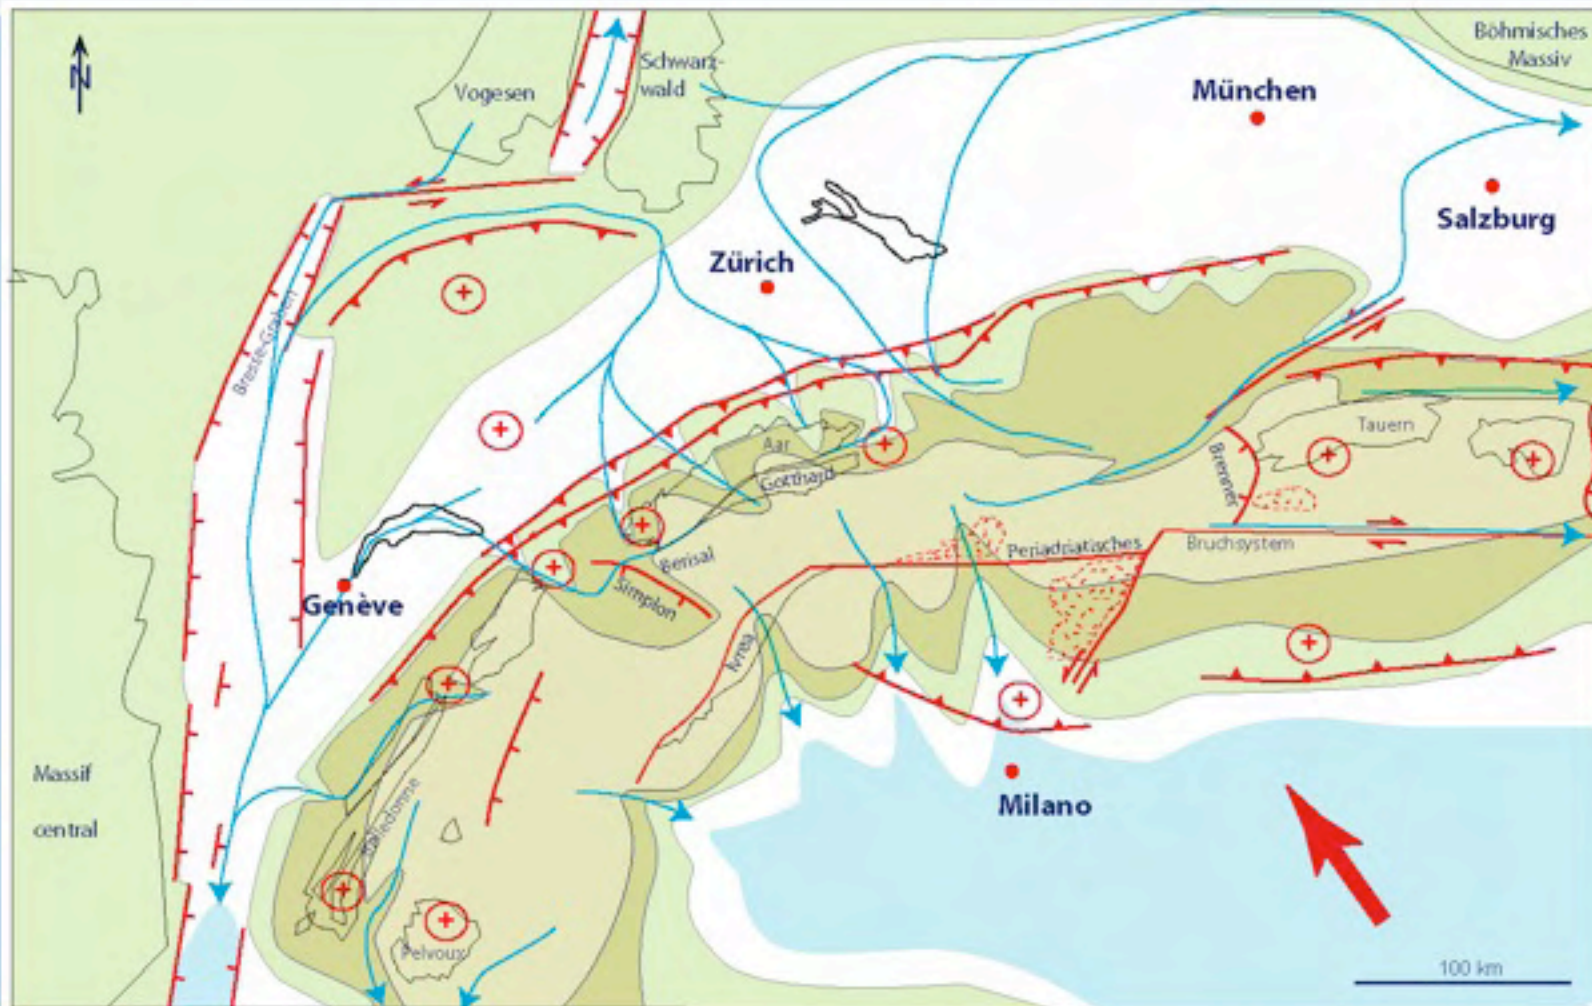 N
Vogesen
Schwarz-
wald
Böhmisches
Massiv
München
Salzburg
Zürich
Bresse-Graben
Aar
Gotthard
Tauern
Brenner
Genève
Berisal
Simplon
Periadriatisches
Bruchsystem
Ivrea
Massif
central
Belledonne
Milano
Pelvoux
100 km